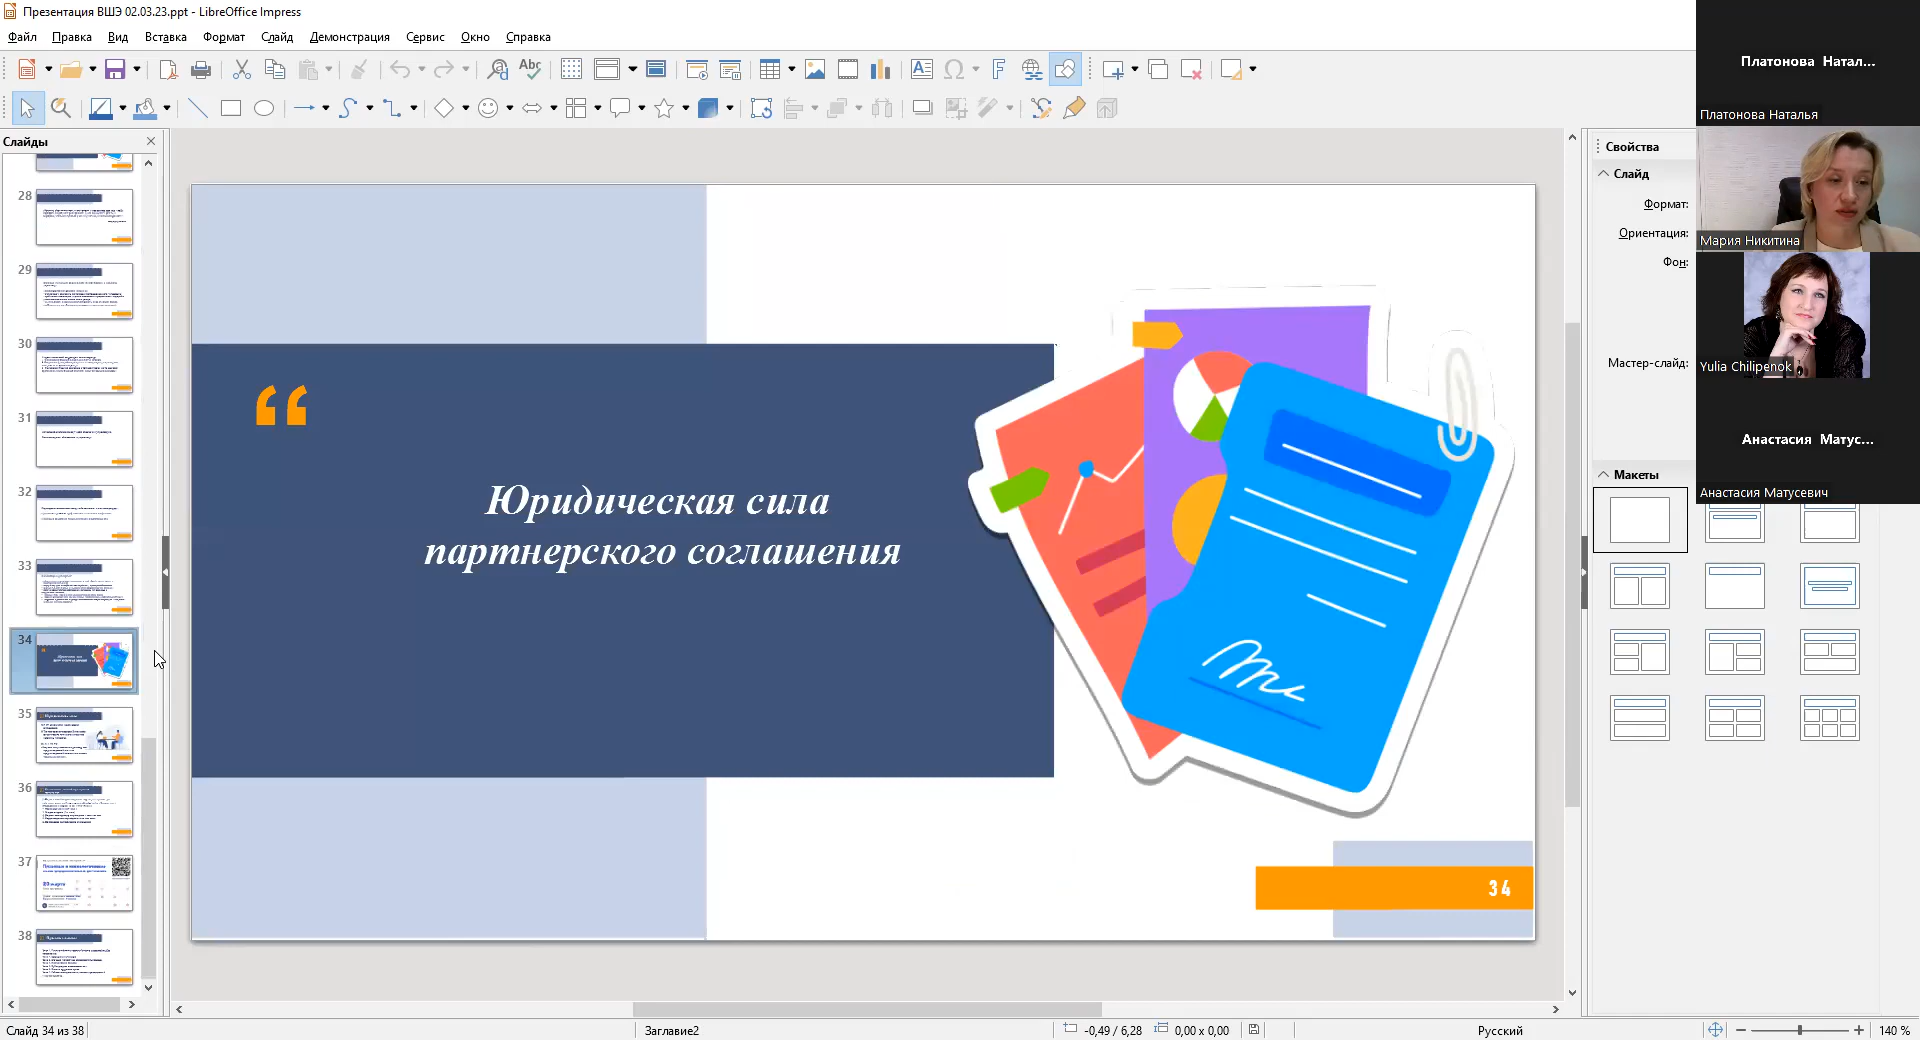 Презентация ВШЭ 02.03.23.ppt - LibreOffice Impress
Файл Правка Вид Вставка Формат Слайд Демонстрация Сервис Окно Справка
Слайды
28
29
30
31
32
33
34
35
36
37
38
Юридическая сила
партнерского соглашения
34
Свойства
Слайд
Формат:
Ориентация:
Фон:
Мастер-слайд:
Макеты
Платонова Натал...
Платонова Наталья
Мария Никитина
Yulia Chilipenok
Анастасия Матус...
Анастасия Матусевич
Слайд 34 из 38
Заглавие2
-0,49 / 6,28
0,00 x 0,00
Русский
140 %